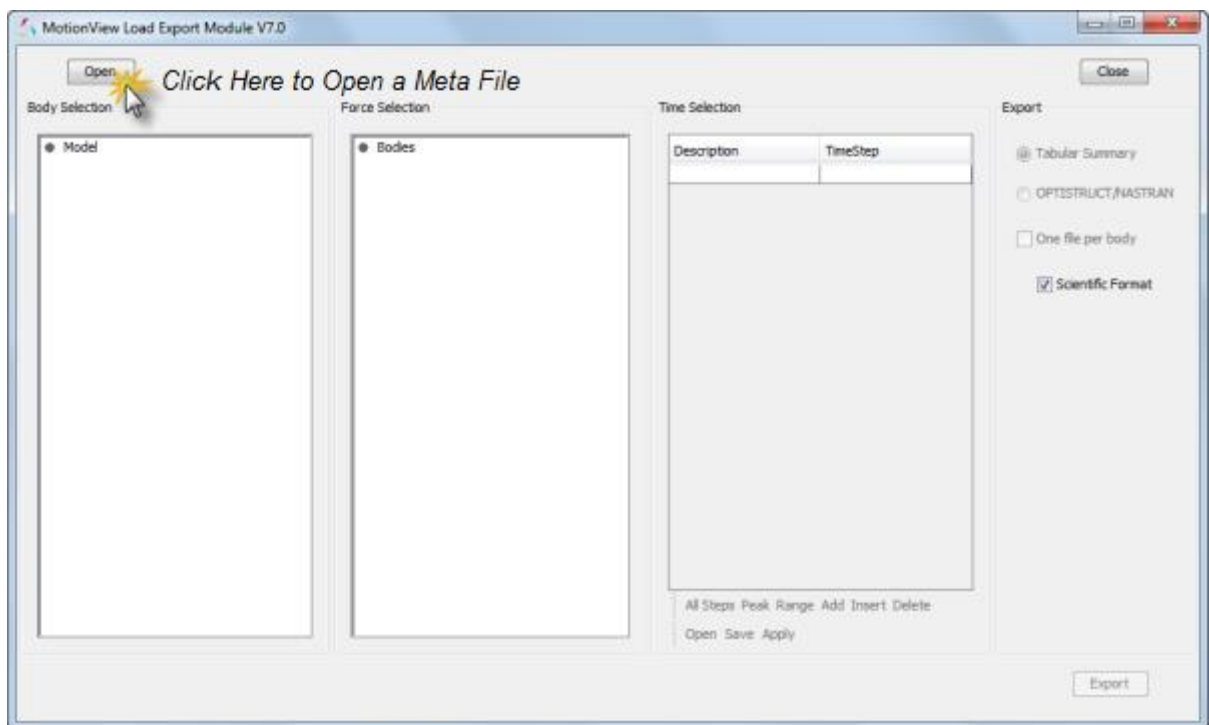 MotionView Load Export Module V7.0
Open
Click Here to Open a Meta File
Close
Body Selection
Force Selection
Time Selection
Export
Model
Bodies
Description TimeStep
Tabular Summary
OPTISTRUCT/NASTRAN
One file per body
Scientific Format
All Steps Peak Range Add Insert Delete
Open Save Apply
Export